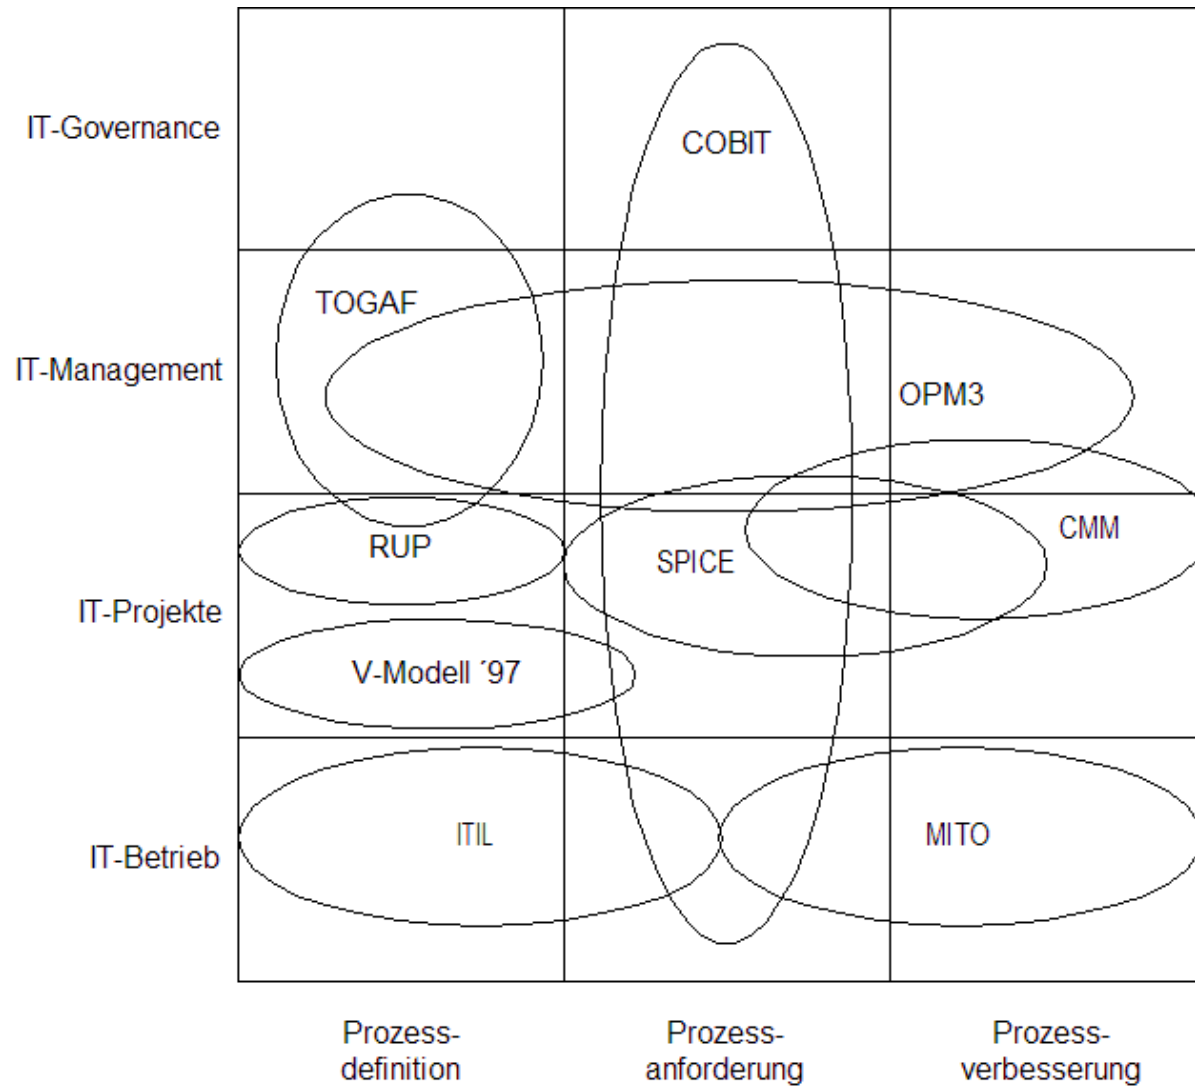 IT-Governance
COBIT
TOGAF
IT-Management
OPM3
CMM
RUP
SPICE
IT-Projekte
V-Modell ´97
ITIL
MITO
IT-Betrieb
Prozess-
definition
Prozess-
anforderung
Prozess-
verbesserung